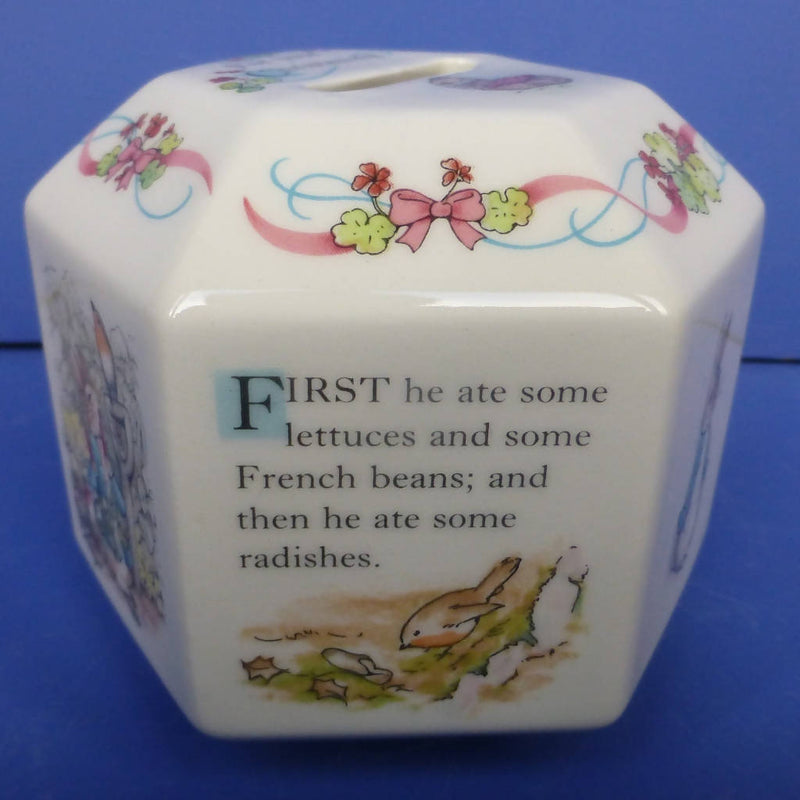 FIRST he ate some
lettuces and some
French beans; and
then he ate some
radishes.